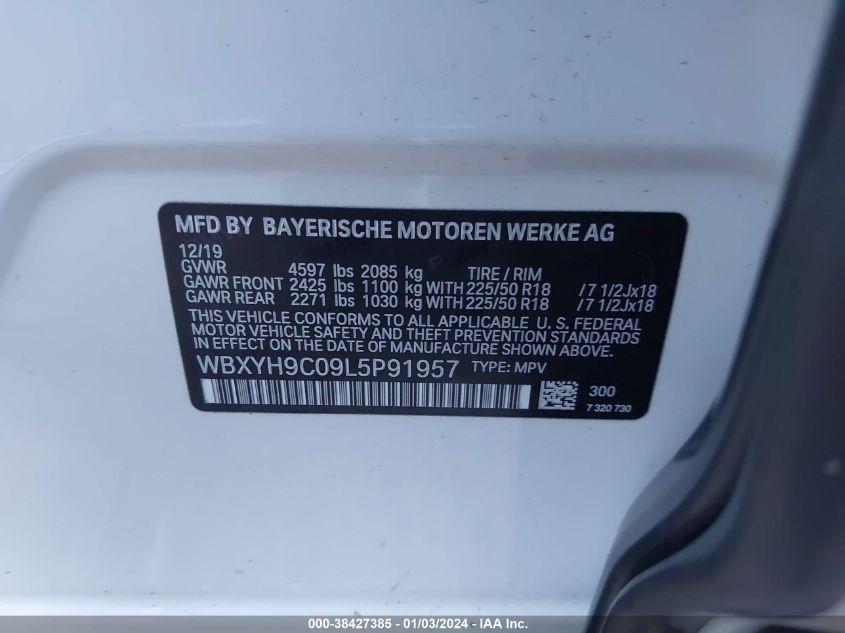 MFD BY BAYERISCHE MOTOREN WERKE AG
12/19
GVWR 4597 lbs 2085 kg TIRE / RIM
GAWR FRONT 2425 lbs 1100 kg WITH 225/50 R18 /7 1/2Jx18
GAWR REAR 2271 lbs 1030 kg WITH 225/50 R18 /7 1/2Jx18
THIS VEHICLE CONFORMS TO ALL APPLICABLE U. S. FEDERAL
MOTOR VEHICLE SAFETY AND THEFT PREVENTION STANDARDS
IN EFFECT ON THE DATE OF MANUFACTURE SHOWN ABOVE.
WBXYH9C09L5P91957 TYPE: MPV
300
7 320 730
000-38427385 - 01/03/2024 - IAA Inc.